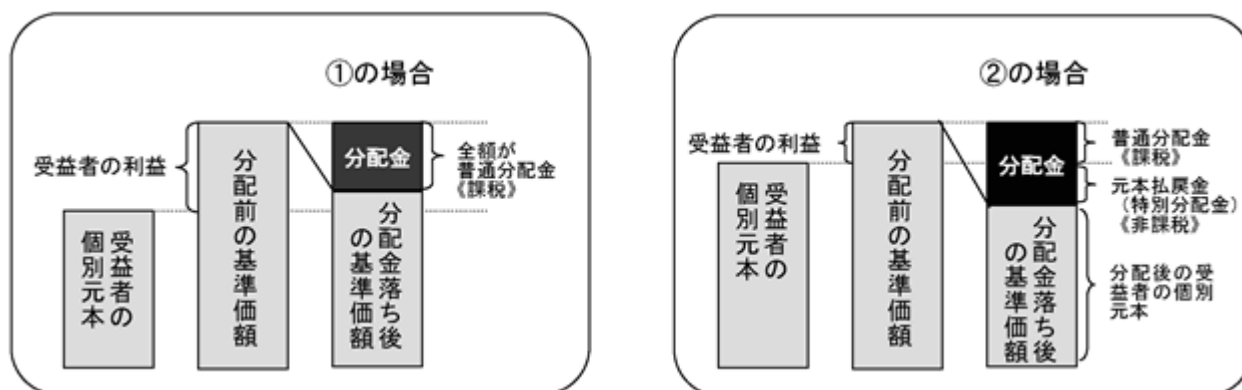 ①の場合
受益者の利益
受益者の
個別元本
分配前の基準価額
分配金
分配金落ち後
の基準価額
全額が
普通分配金
《課税》
②の場合
受益者の利益
受益者の
個別元本
分配前の基準価額
分配金
分配金落ち後
の基準価額
普通分配金
《課税》
元本払戻金
(特別分配金)
《非課税》
分配後の受
益者の個別
元本